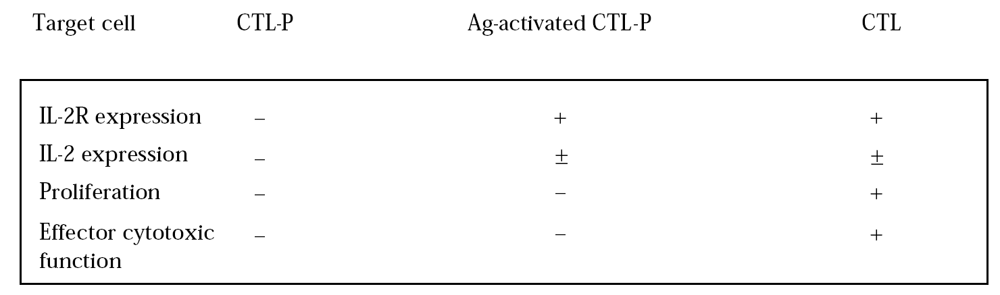 Target cell CTL-P Ag-activated CTL-P CTL
IL-2R expression – + +
IL-2 expression – ± ±
Proliferation – – +
Effector cytotoxic – – +
function